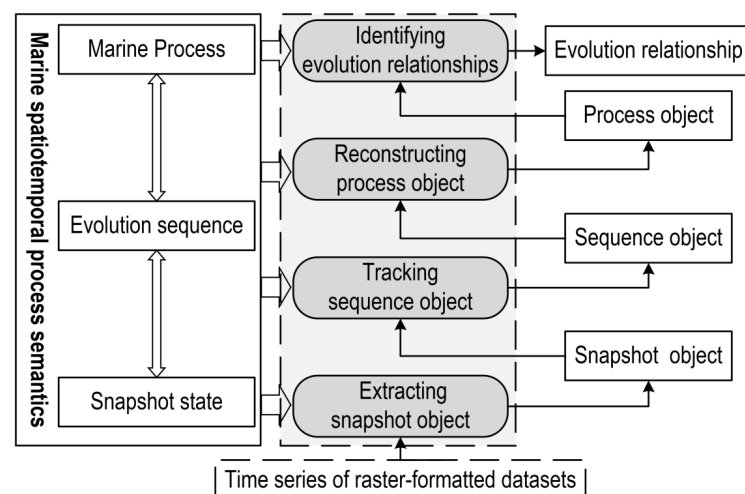 Marine spatiotemporal process semantics
Marine Process
Evolution sequence
Snapshot state
Identifying
evolution relationships
Reconstructing
process object
Tracking
sequence object
Extracting
snapshot object
Evolution relationship
Process object
Sequence object
Snapshot object
Time series of raster-formatted datasets